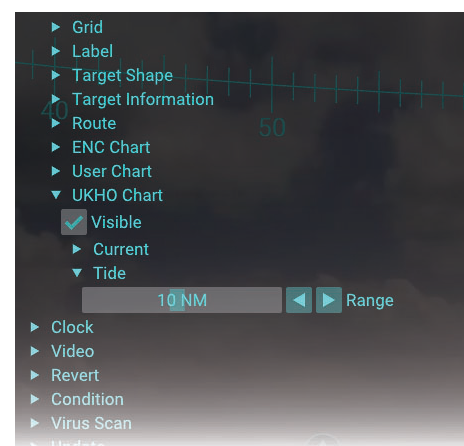 Grid
Label
Target Shape
Target Information
40
Route
50
ENC Chart
User Chart
UKHO Chart
Visible
Current
Tide
10 NM Range
Clock
Video
Revert
Condition
Virus Scan
Update